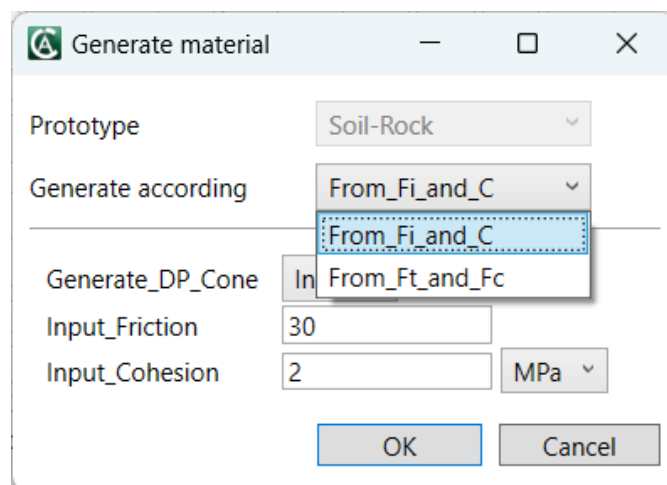 Generate material
Prototype Soil-Rock
Generate according From_Fi_and_C
From_Fi_and_C
From_Ft_and_Fc
Generate_DP_Cone In
Input_Friction 30
Input_Cohesion 2 MPa
OK Cancel